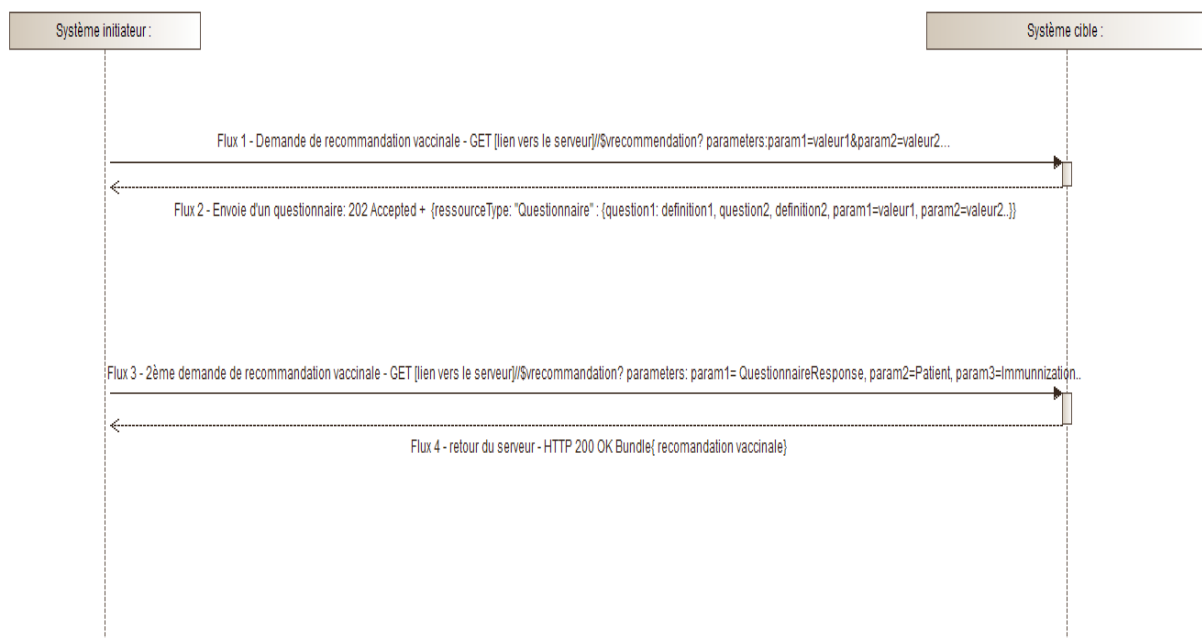 Système initiateur :
Système cible :
Flux 1 - Demande de recommandation vaccinale - GET [lien vers le serveur]//$vrecommendation? parameters:param1=valeur1&param2=valeur2...
Flux 2 - Envoie d'un questionnaire: 202 Accepted + {ressourceType: "Questionnaire" : {question1: definition1, question2, definition2, param1=valeur1, param2=valeur2..}}
Flux 3 - 2ème demande de recommandation vaccinale - GET [lien vers le serveur]//$vrecommandation? parameters: param1= QuestionnaireResponse, param2=Patient, param3=Immunnization..
Flux 4 - retour du serveur - HTTP 200 OK Bundle{ recomandation vaccinale}